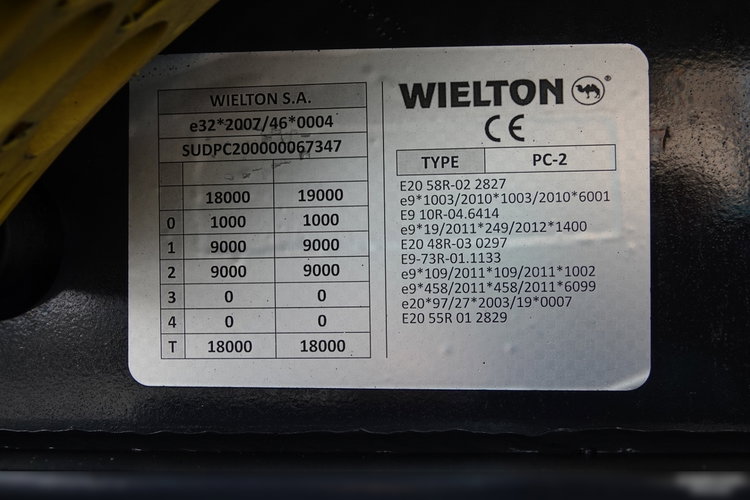 WIELTON S.A.
e32*2007/46*0004
SUDPC200000067347
18000 19000
0 1000 1000
1 9000 9000
2 9000 9000
3 0 0
4 0 0
T 18000 18000
WIELTON ®
CE
TYPE PC-2
E20 58R-02 2827
e9*1003/2010*1003/2010*6001
E9 10R-04.6414
e9*19/2011*249/2012*1400
E20 48R-03 0297
E9-73R-01.1133
e9*109/2011*109/2011*1002
e9*458/2011*458/2011*6099
e20*97/27*2003/19*0007
E20 55R 01 2829